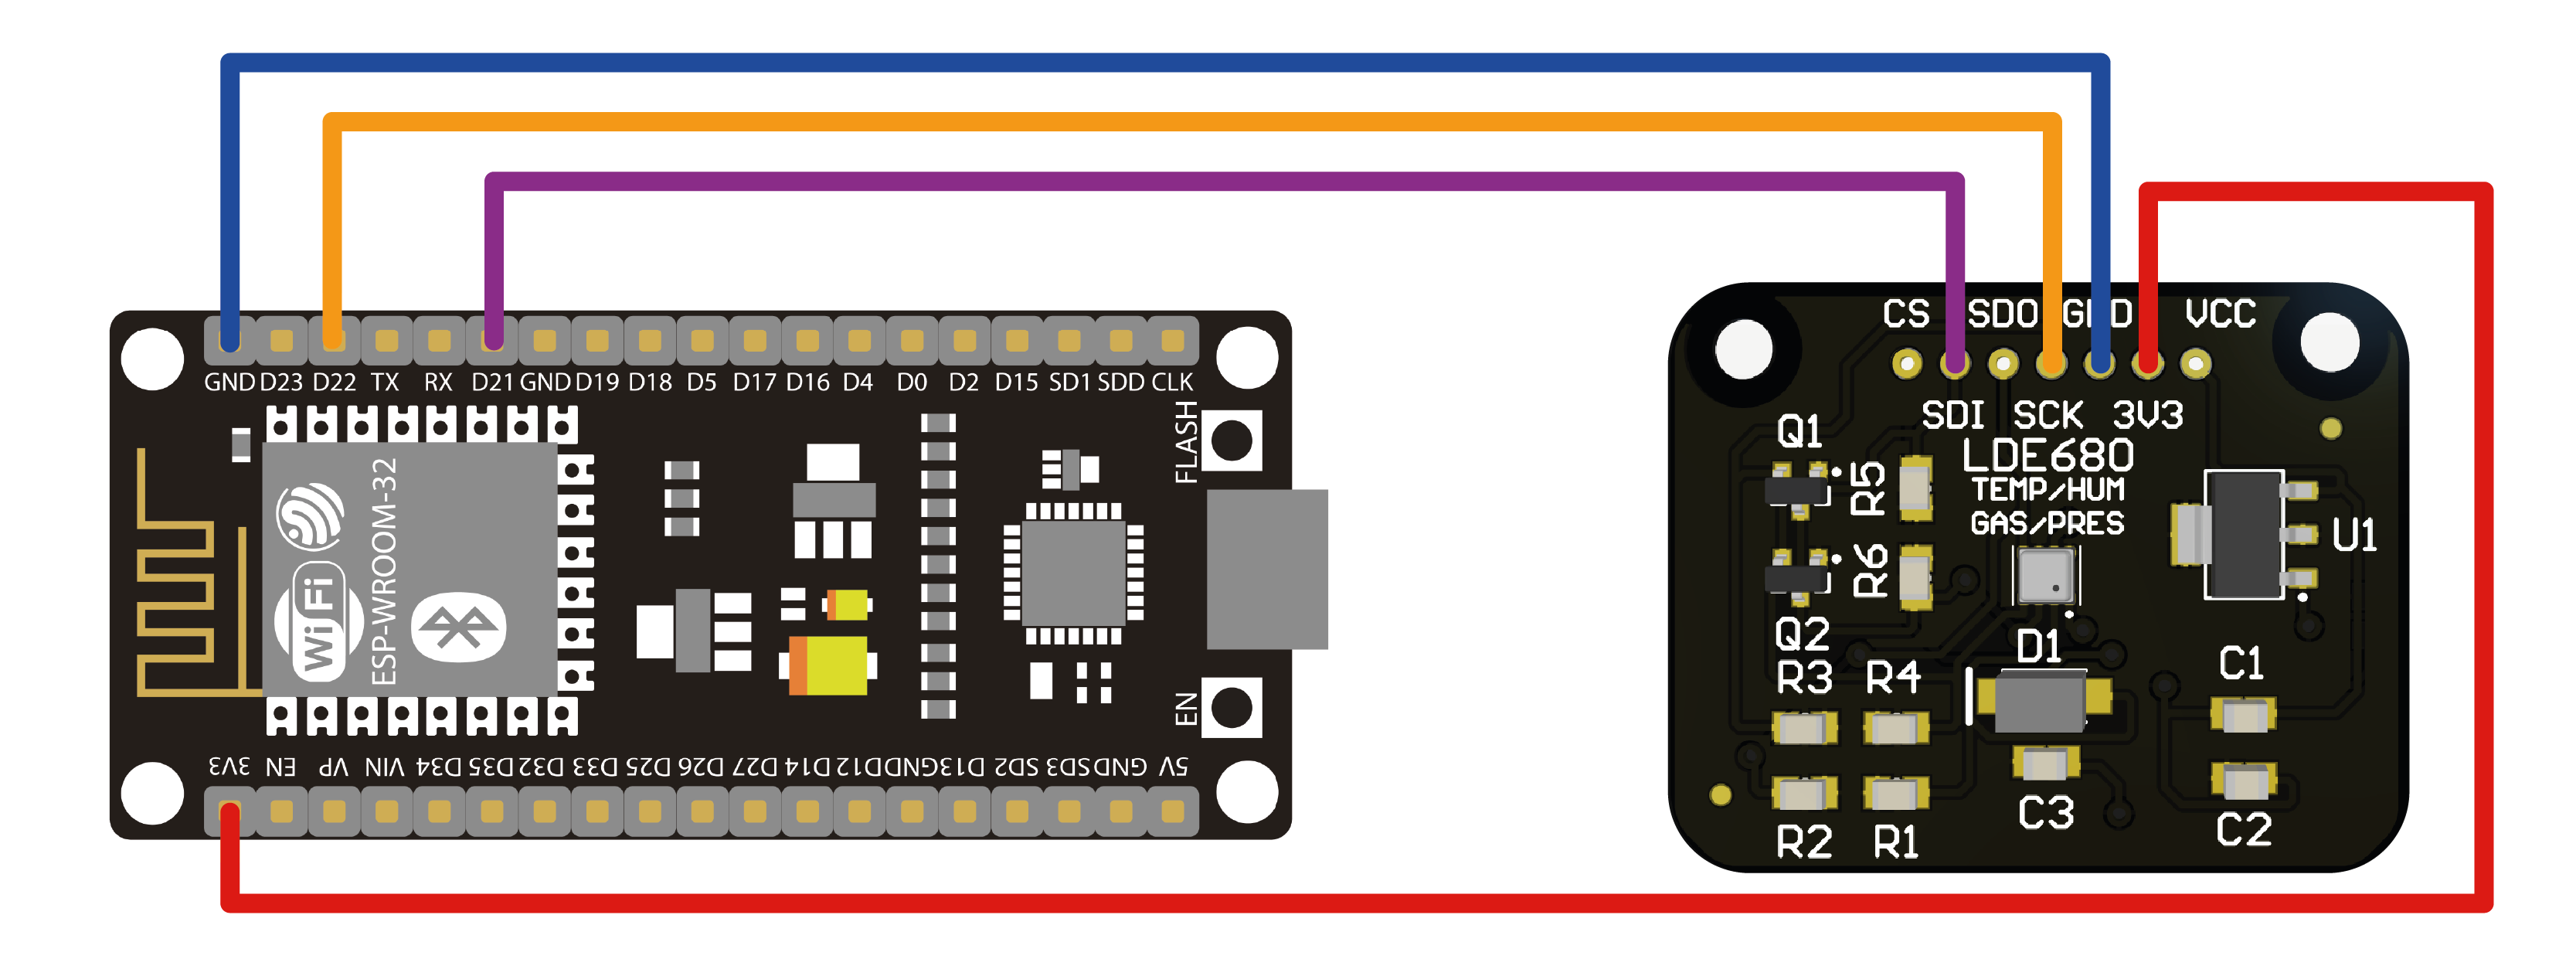 GND D23 D22 TX RX D21 GND D19 D18 D5 D17 D16 D4 D0 D2 D15 SD1 SDD CLK
FLASH
WiFi
ESP-WROOM-32
EN
3V3 EN VP VIN D34 D35 D32 D33 D25 D26 D27 D14 D12 GND D13 SD2 SD3 GND 5V
CS SDO GND VCC
SDI SCK 3V3
LDE680
TEMP/HUM
GAS/PRES
Q1
R5
R6
U1
Q2
D1
R3 R4
C1
C3
C2
R2 R1